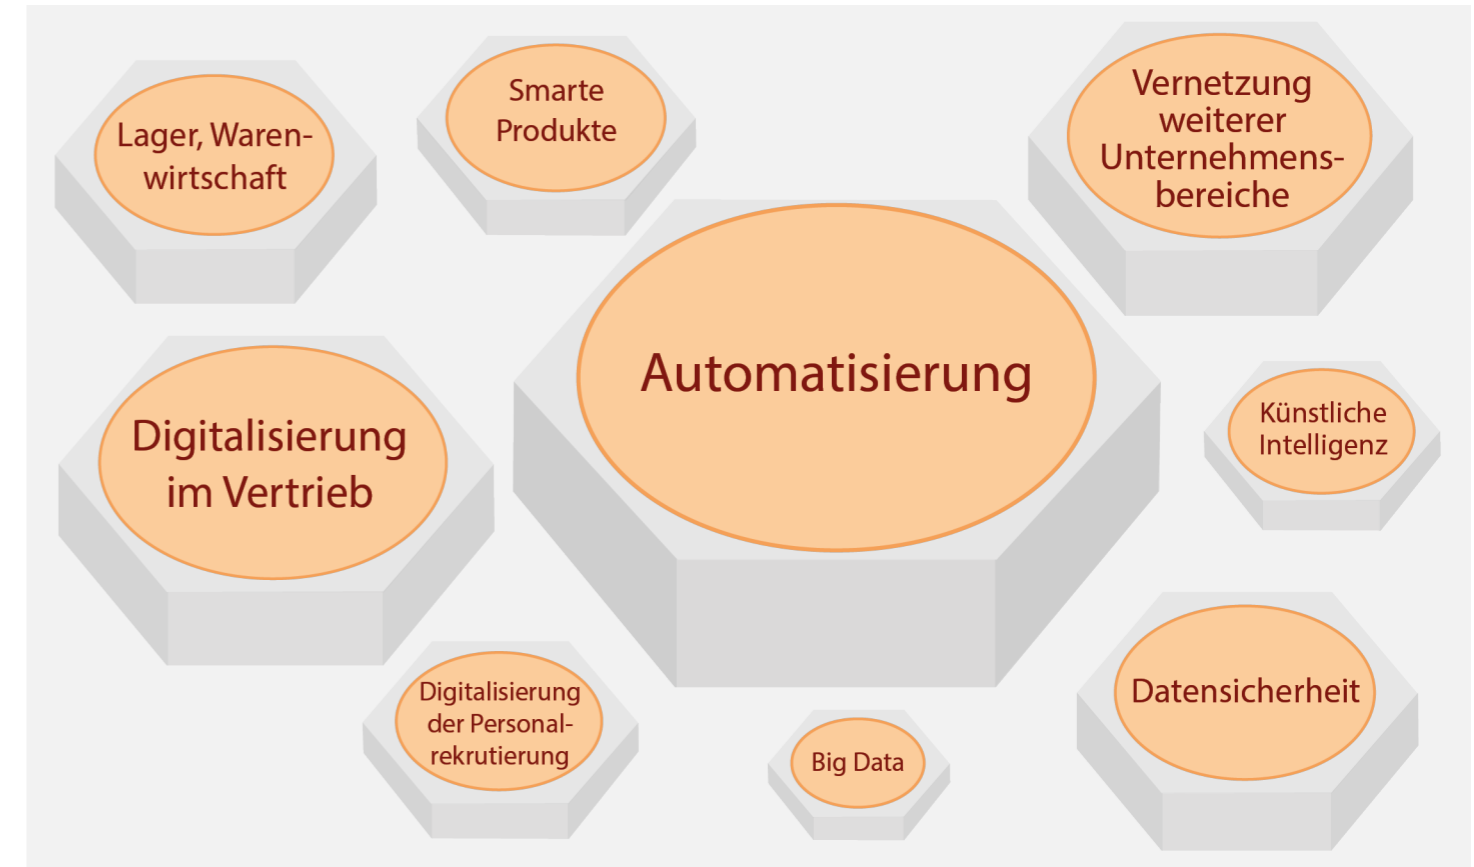 Lager, Waren-
wirtschaft
Smarte
Produkte
Vernetzung
weiterer
Unternehmens-
bereiche
Automatisierung
Digitalisierung
im Vertrieb
Künstliche
Intelligenz
Digitalisierung
der Personal-
rekrutierung
Big Data
Datensicherheit